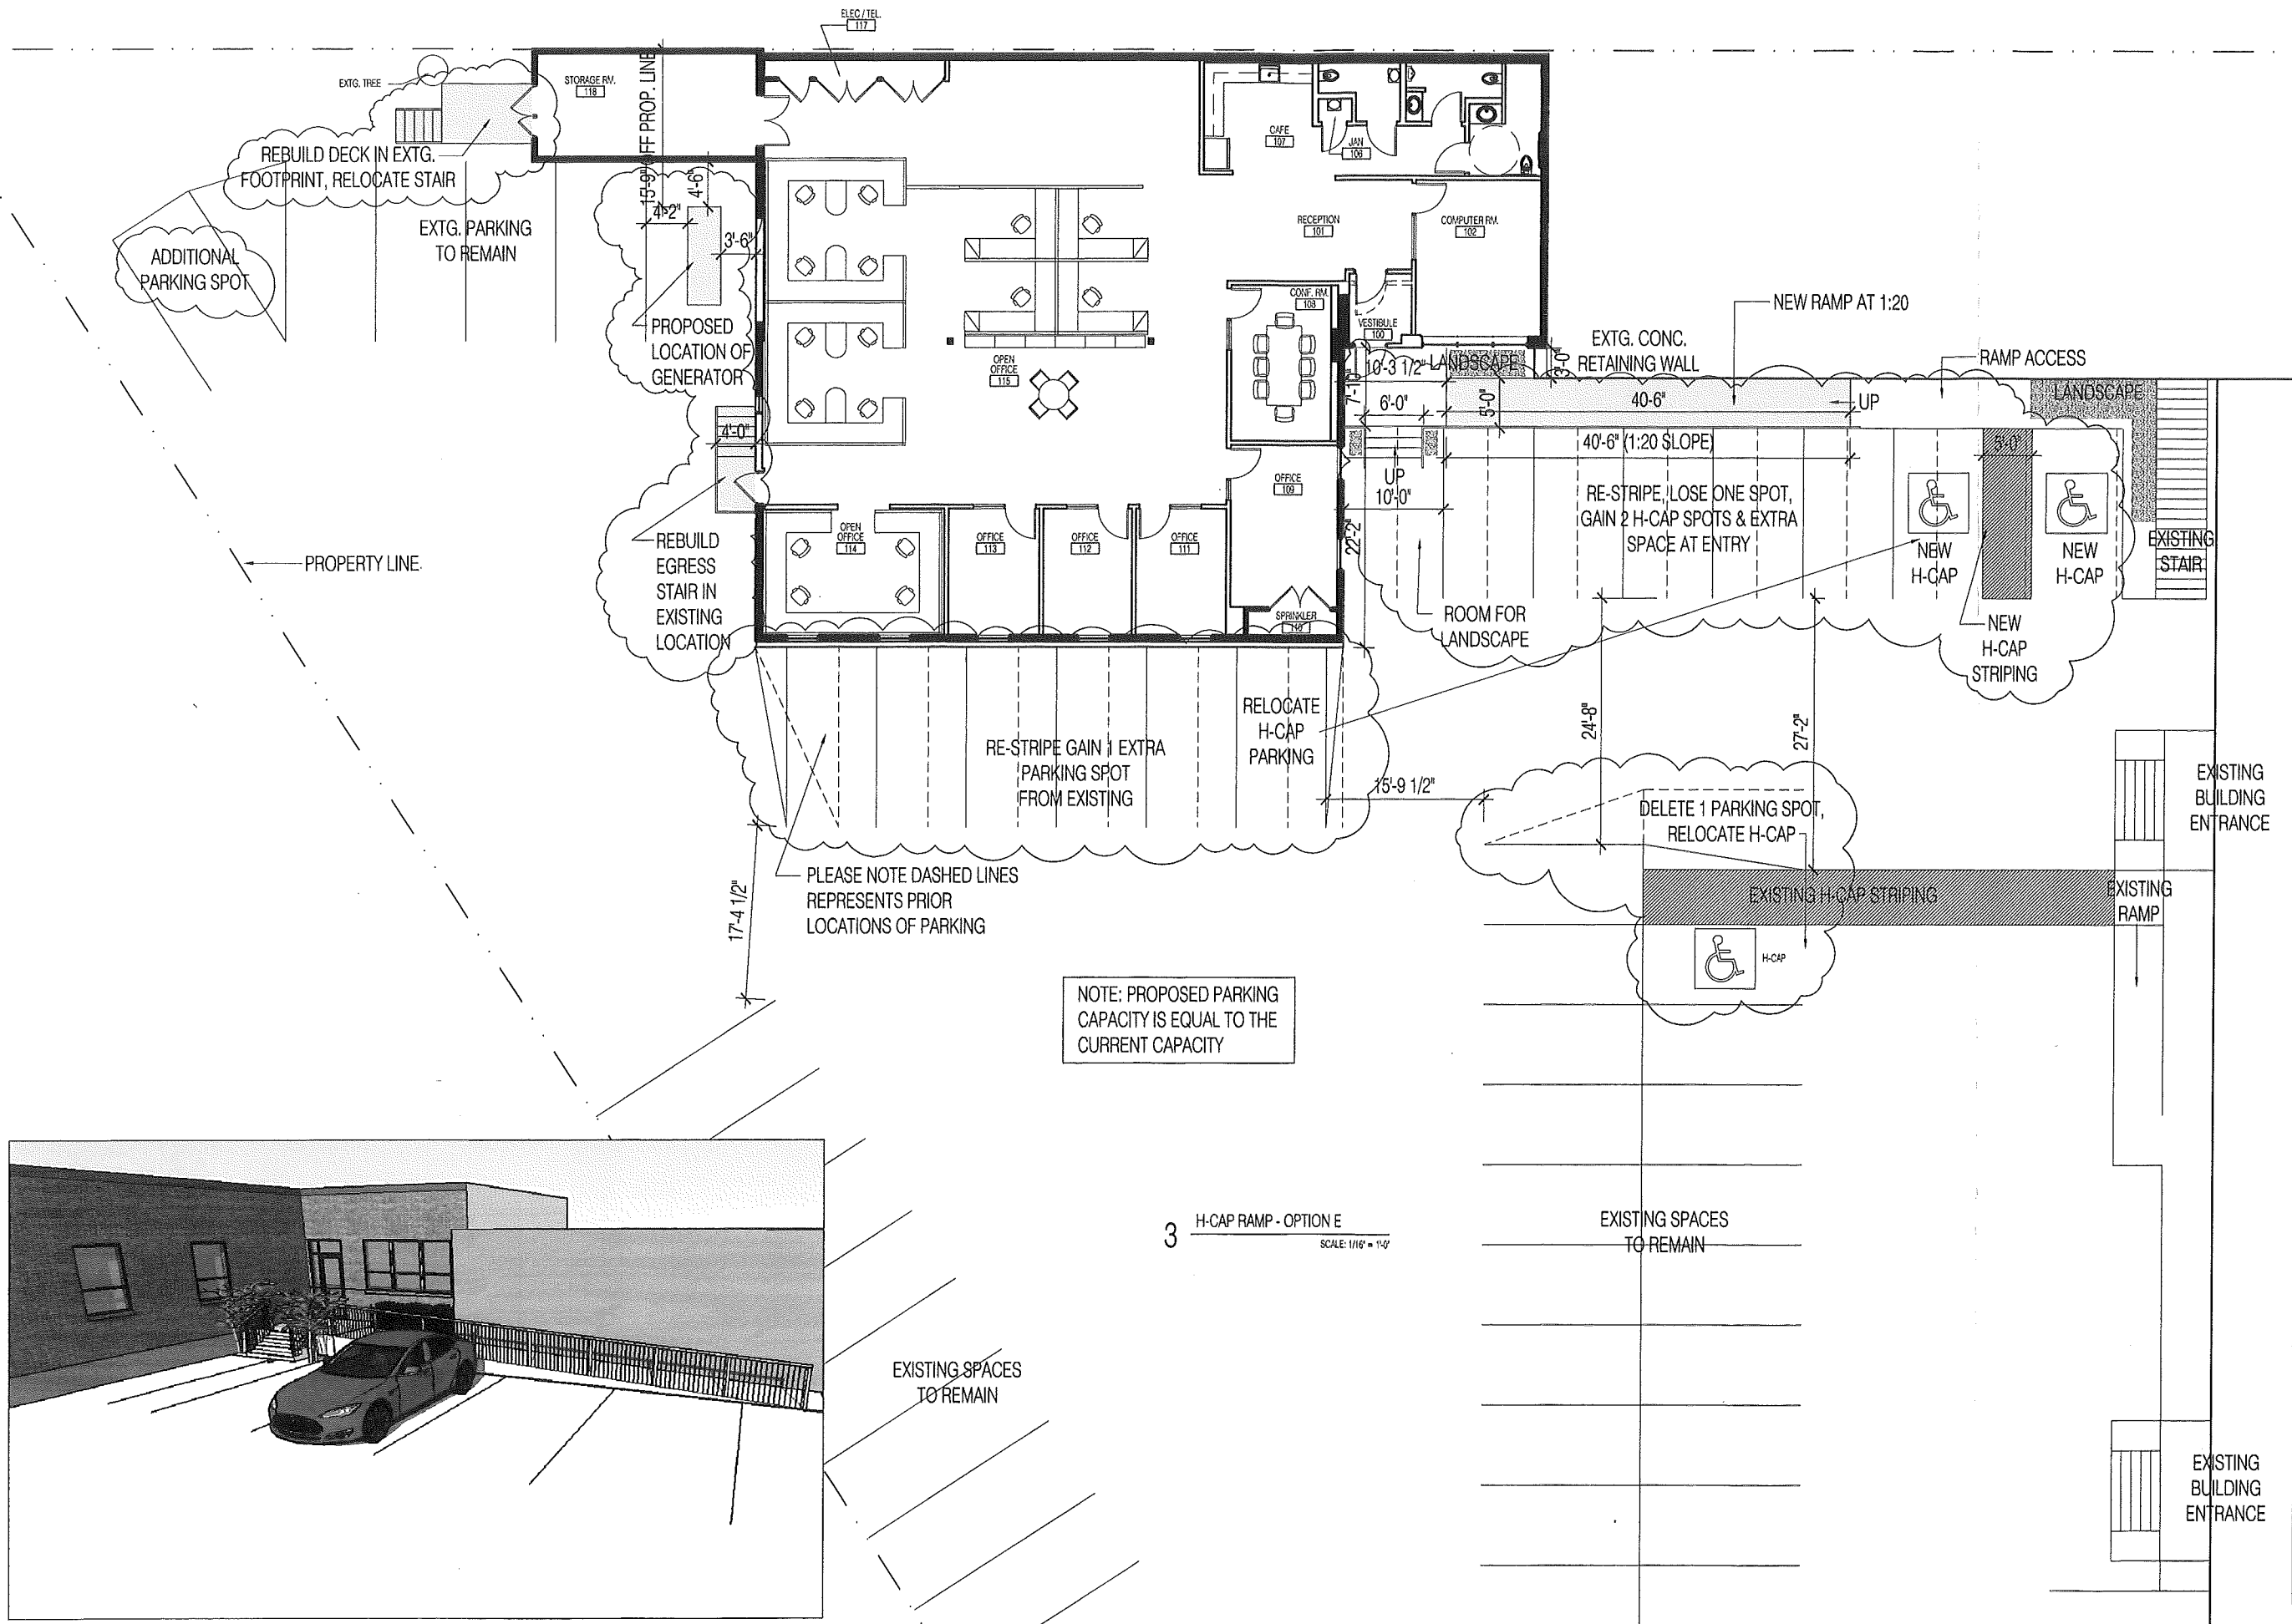 ELEC / TEL.
117
EXTG. TREE
STORAGE RM.
118
15'-9" OFF PROP. LINE
REBUILD DECK IN EXTG.
FOOTPRINT, RELOCATE STAIR
CAFE
107
JAN
106
4'-6"
4'-2"
3'-6"
EXTG. PARKING
TO REMAIN
ADDITIONAL
PARKING SPOT
RECEPTION
101
COMPUTER RM.
102
CONF. RM.
108
PROPOSED
LOCATION OF
GENERATOR
VESTIBULE
100
OPEN
OFFICE
115
NEW RAMP AT 1:20
EXTG. CONC.
RETAINING WALL
RAMP ACCESS
10'-3 1/2"
LANDSCAPE
3'-0"
7'-10"
6'-0"
5'-0"
40'-6"
UP
LANDSCAPE
4'-0"
40'-6" (1:20 SLOPE)
5'-0"
UP
10'-0"
OFFICE
109
RE-STRIPE, LOSE ONE SPOT,
GAIN 2 H-CAP SPOTS & EXTRA
SPACE AT ENTRY
22'-2"
NEW
H-CAP
NEW
H-CAP
EXISTING
STAIR
OPEN
OFFICE
114
OFFICE
113
OFFICE
112
OFFICE
111
PROPERTY LINE
REBUILD
EGRESS
STAIR IN
EXISTING
LOCATION
SPRINKLER
110
ROOM FOR
LANDSCAPE
NEW
H-CAP
STRIPING
RELOCATE
H-CAP
PARKING
24'-8"
27'-2"
RE-STRIPE GAIN 1 EXTRA
PARKING SPOT
FROM EXISTING
15'-9 1/2"
EXISTING
BUILDING
ENTRANCE
DELETE 1 PARKING SPOT,
RELOCATE H-CAP
PLEASE NOTE DASHED LINES
REPRESENTS PRIOR
LOCATIONS OF PARKING
17'-4 1/2"
EXISTING H-CAP STRIPING
EXISTING
RAMP
H-CAP
NOTE: PROPOSED PARKING
CAPACITY IS EQUAL TO THE
CURRENT CAPACITY
3
H-CAP RAMP - OPTION E
SCALE: 1/16" = 1'-0"
EXISTING SPACES
TO REMAIN
EXISTING SPACES
TO REMAIN
EXISTING
BUILDING
ENTRANCE